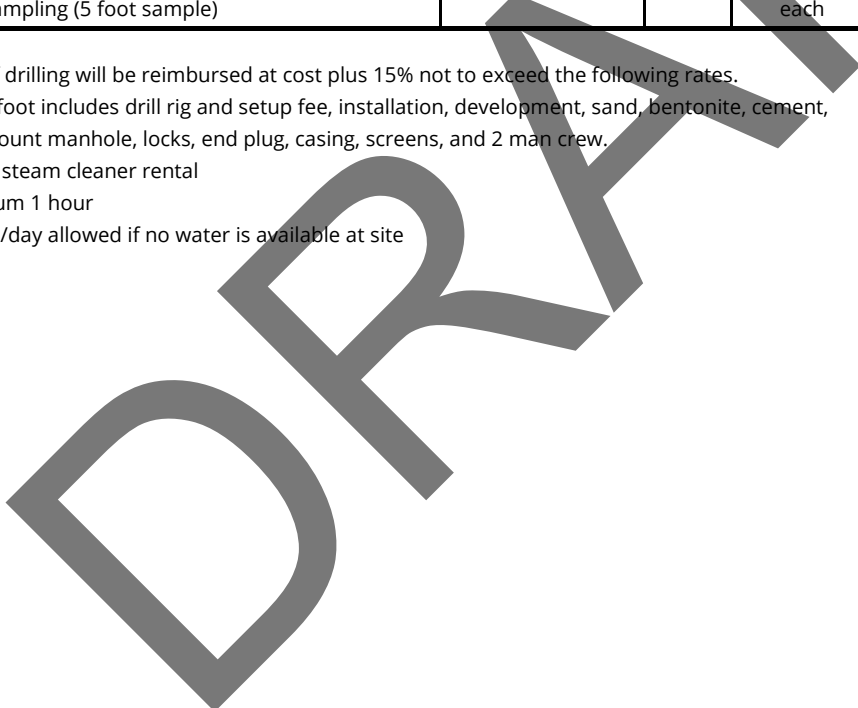 ampling (5 foot sample) each
drilling will be reimbursed at cost plus 15% not to exceed the following rates.
foot includes drill rig and setup fee, installation, development, sand, bentonite, cement,
ount manhole, locks, end plug, casing, screens, and 2 man crew.
steam cleaner rental
um 1 hour
/day allowed if no water is available at site
DRA